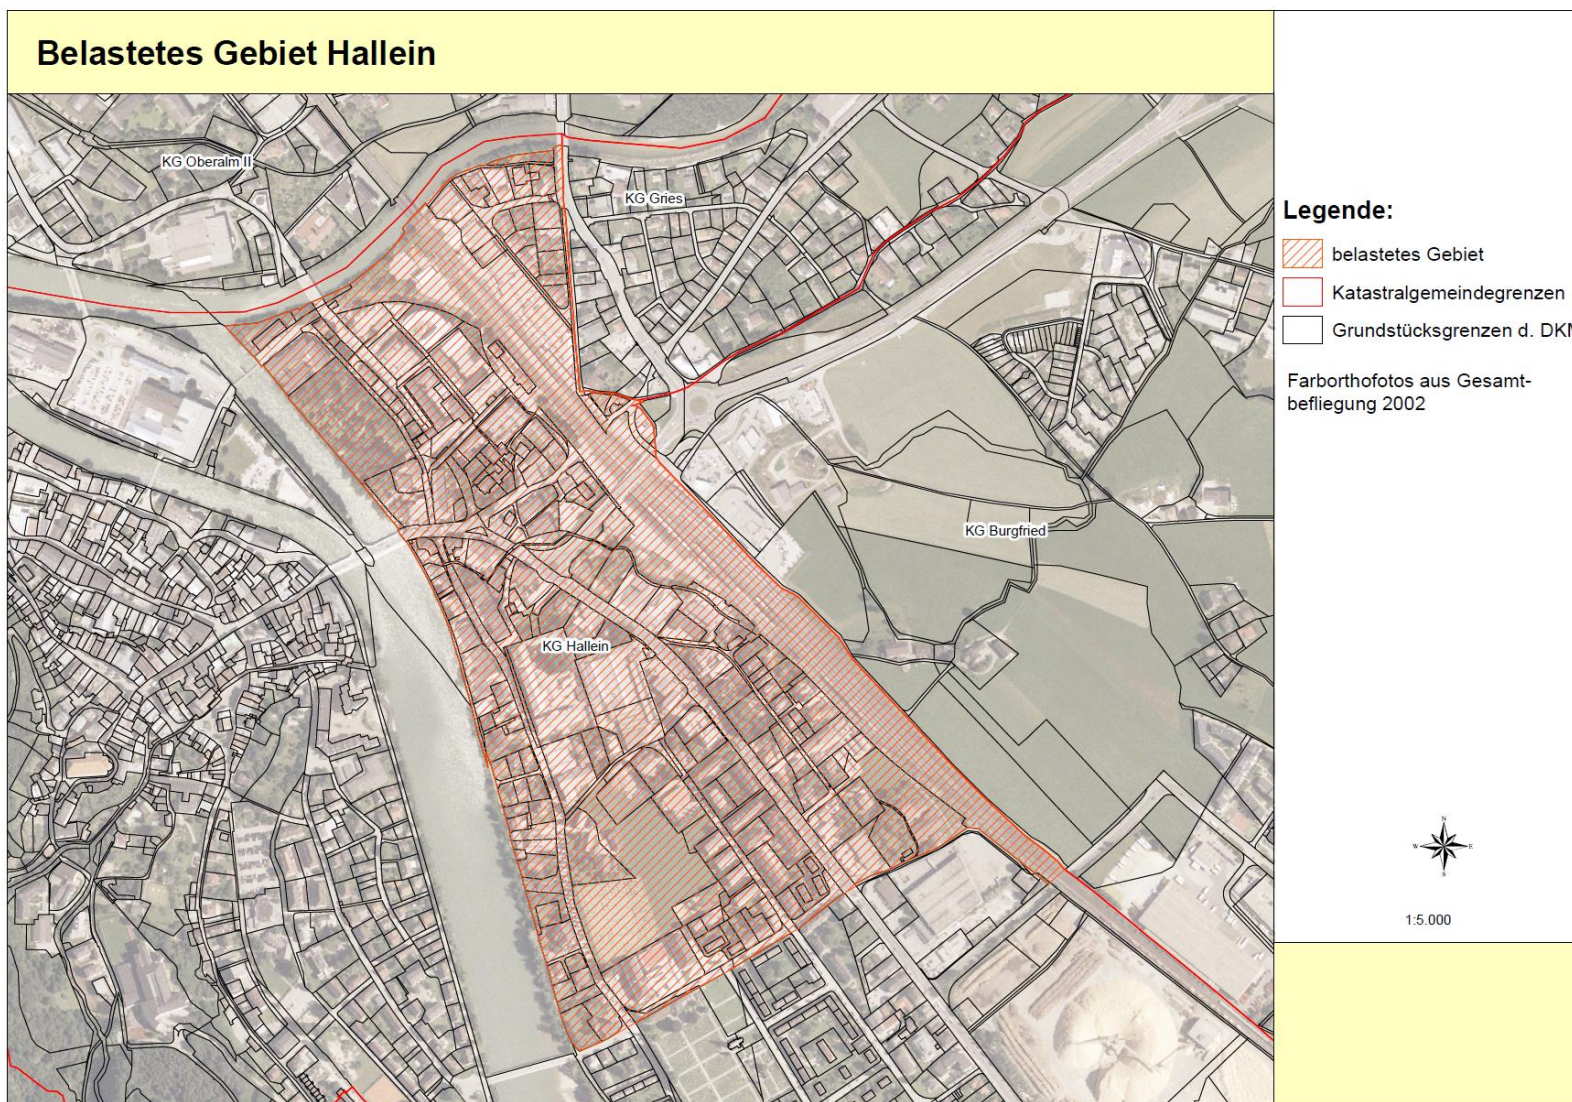 Belastetes Gebiet Hallein
KG Oberalm II
KG Gries
KG Burgfried
KG Hallein
Legende:
belastetes Gebiet
Katastralgemeindegrenzen
Grundstücksgrenzen d. DKM
Farborthofotos aus Gesamt-
befliegung 2002
N
W E
S
1:5.000